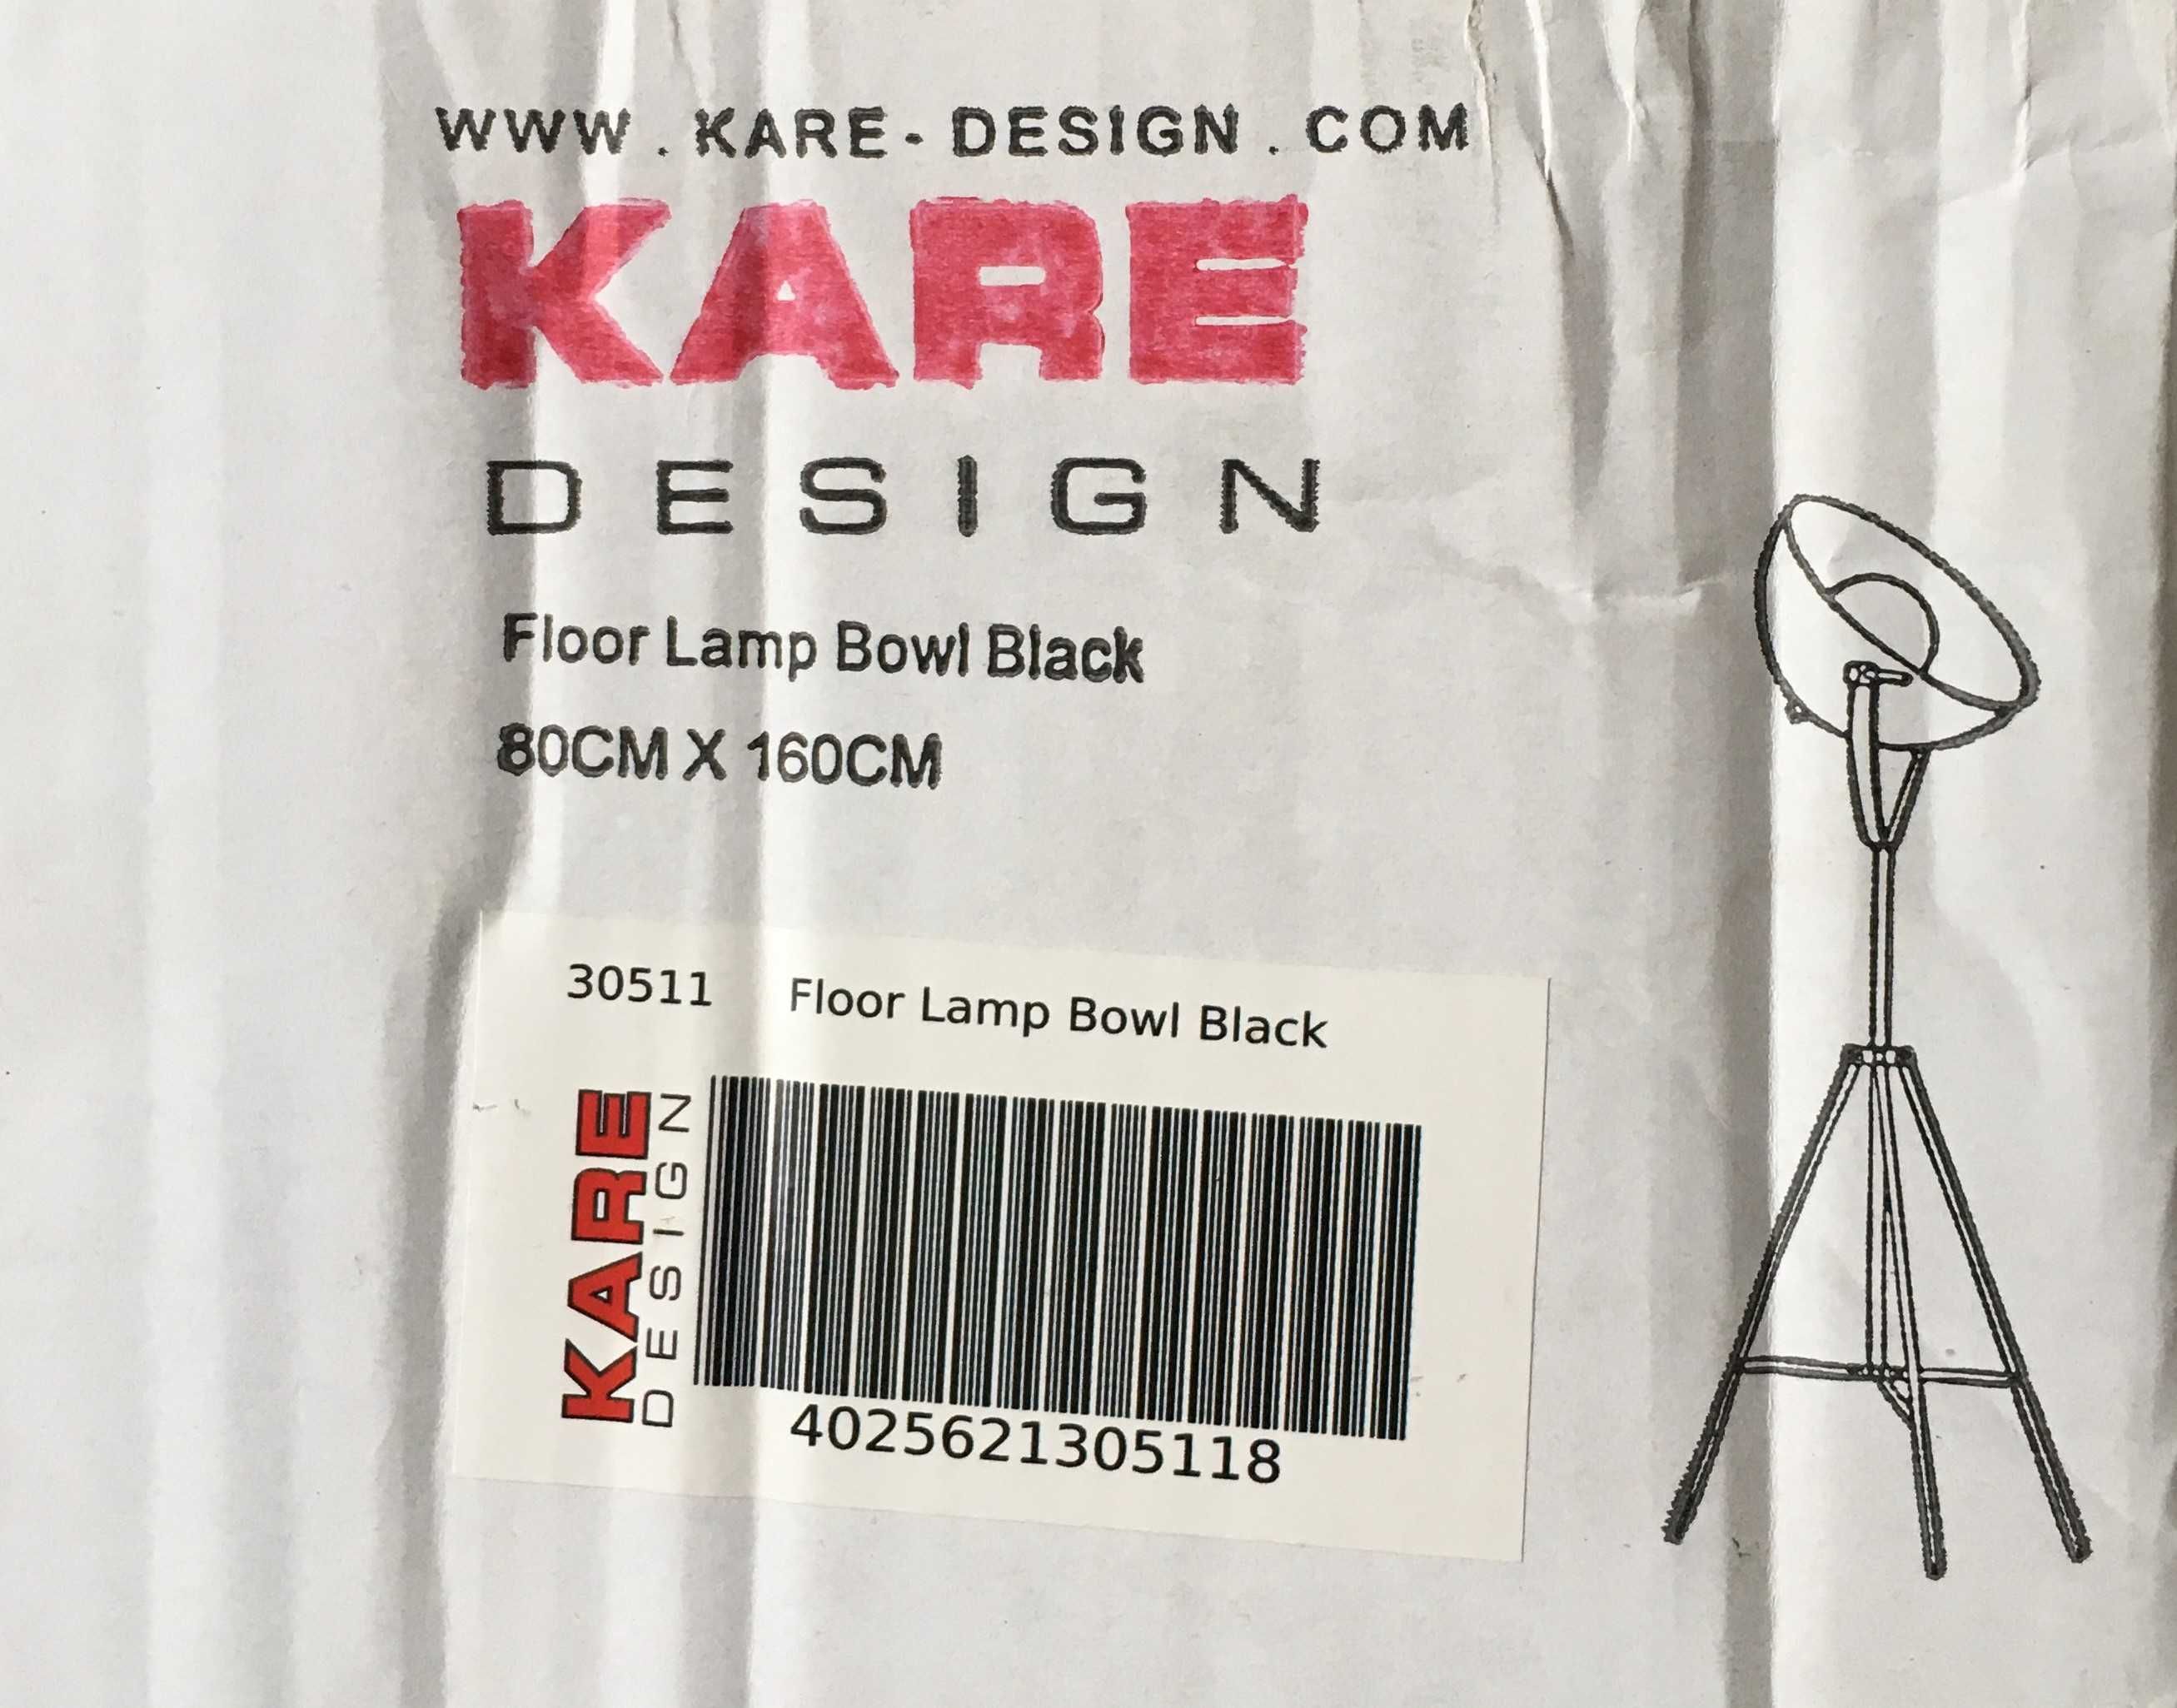 WWW.KARE-DESIGN.COM
KARE
DESIGN
Floor Lamp Bowl Black
80CM X 160CM
30511 Floor Lamp Bowl Black
KARE
DESIGN
4025621305118